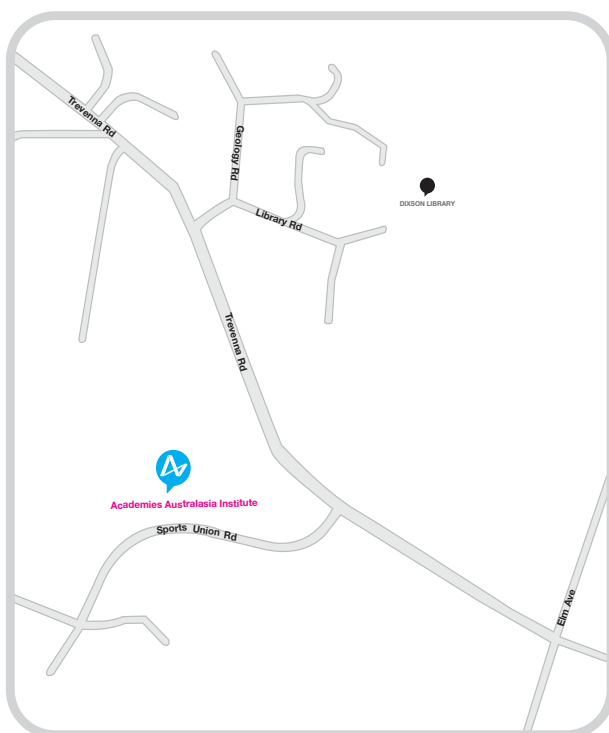 Trevenna Rd
Geology Rd
DIXSON LIBRARY
Library Rd
Trevenna Rd
Academies Australasia Institute
Sports Union Rd
Elm Ave